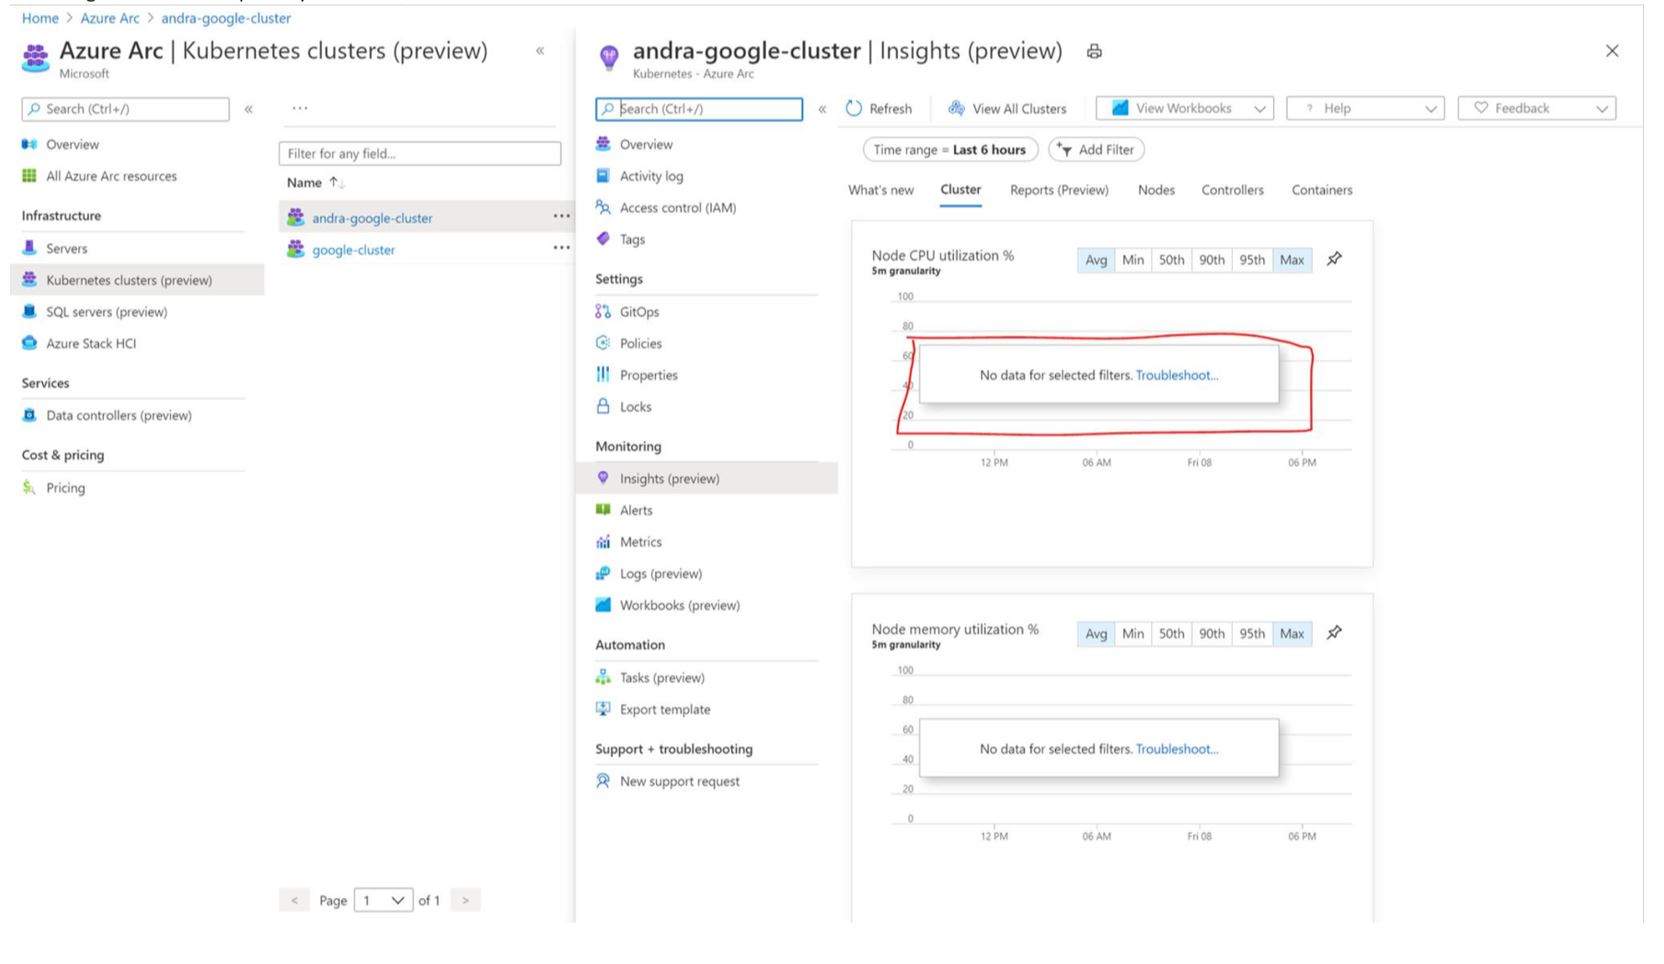 Home > Azure Arc > andra-google-cluster
Azure Arc | Kubernetes clusters (preview) «
Microsoft
Search (Ctrl+/) «
Overview
All Azure Arc resources
Infrastructure
Servers
Kubernetes clusters (preview)
SQL servers (preview)
Azure Stack HCI
Services
Data controllers (preview)
Cost & pricing
Pricing
...
Filter for any field...
Name ↑↓
andra-google-cluster ...
google-cluster ...
< Page 1 of 1 >
andra-google-cluster | Insights (preview)
Kubernetes - Azure Arc
Search (Ctrl+/) «
Overview
Activity log
Access control (IAM)
Tags
Settings
GitOps
Policies
Properties
Locks
Monitoring
Insights (preview)
Alerts
Metrics
Logs (preview)
Workbooks (preview)
Automation
Tasks (preview)
Export template
Support + troubleshooting
New support request
Refresh View All Clusters View Workbooks ? Help Feedback
Time range = Last 6 hours Add Filter
What's new Cluster Reports (Preview) Nodes Controllers Containers
Node CPU utilization % Avg Min 50th 90th 95th Max
5m granularity
100
80
60
No data for selected filters. Troubleshoot...
40
20
0
12 PM 06 AM Fri 08 06 PM
Node memory utilization % Avg Min 50th 90th 95th Max
5m granularity
100
80
60
No data for selected filters. Troubleshoot...
40
20
0
12 PM 06 AM Fri 08 06 PM